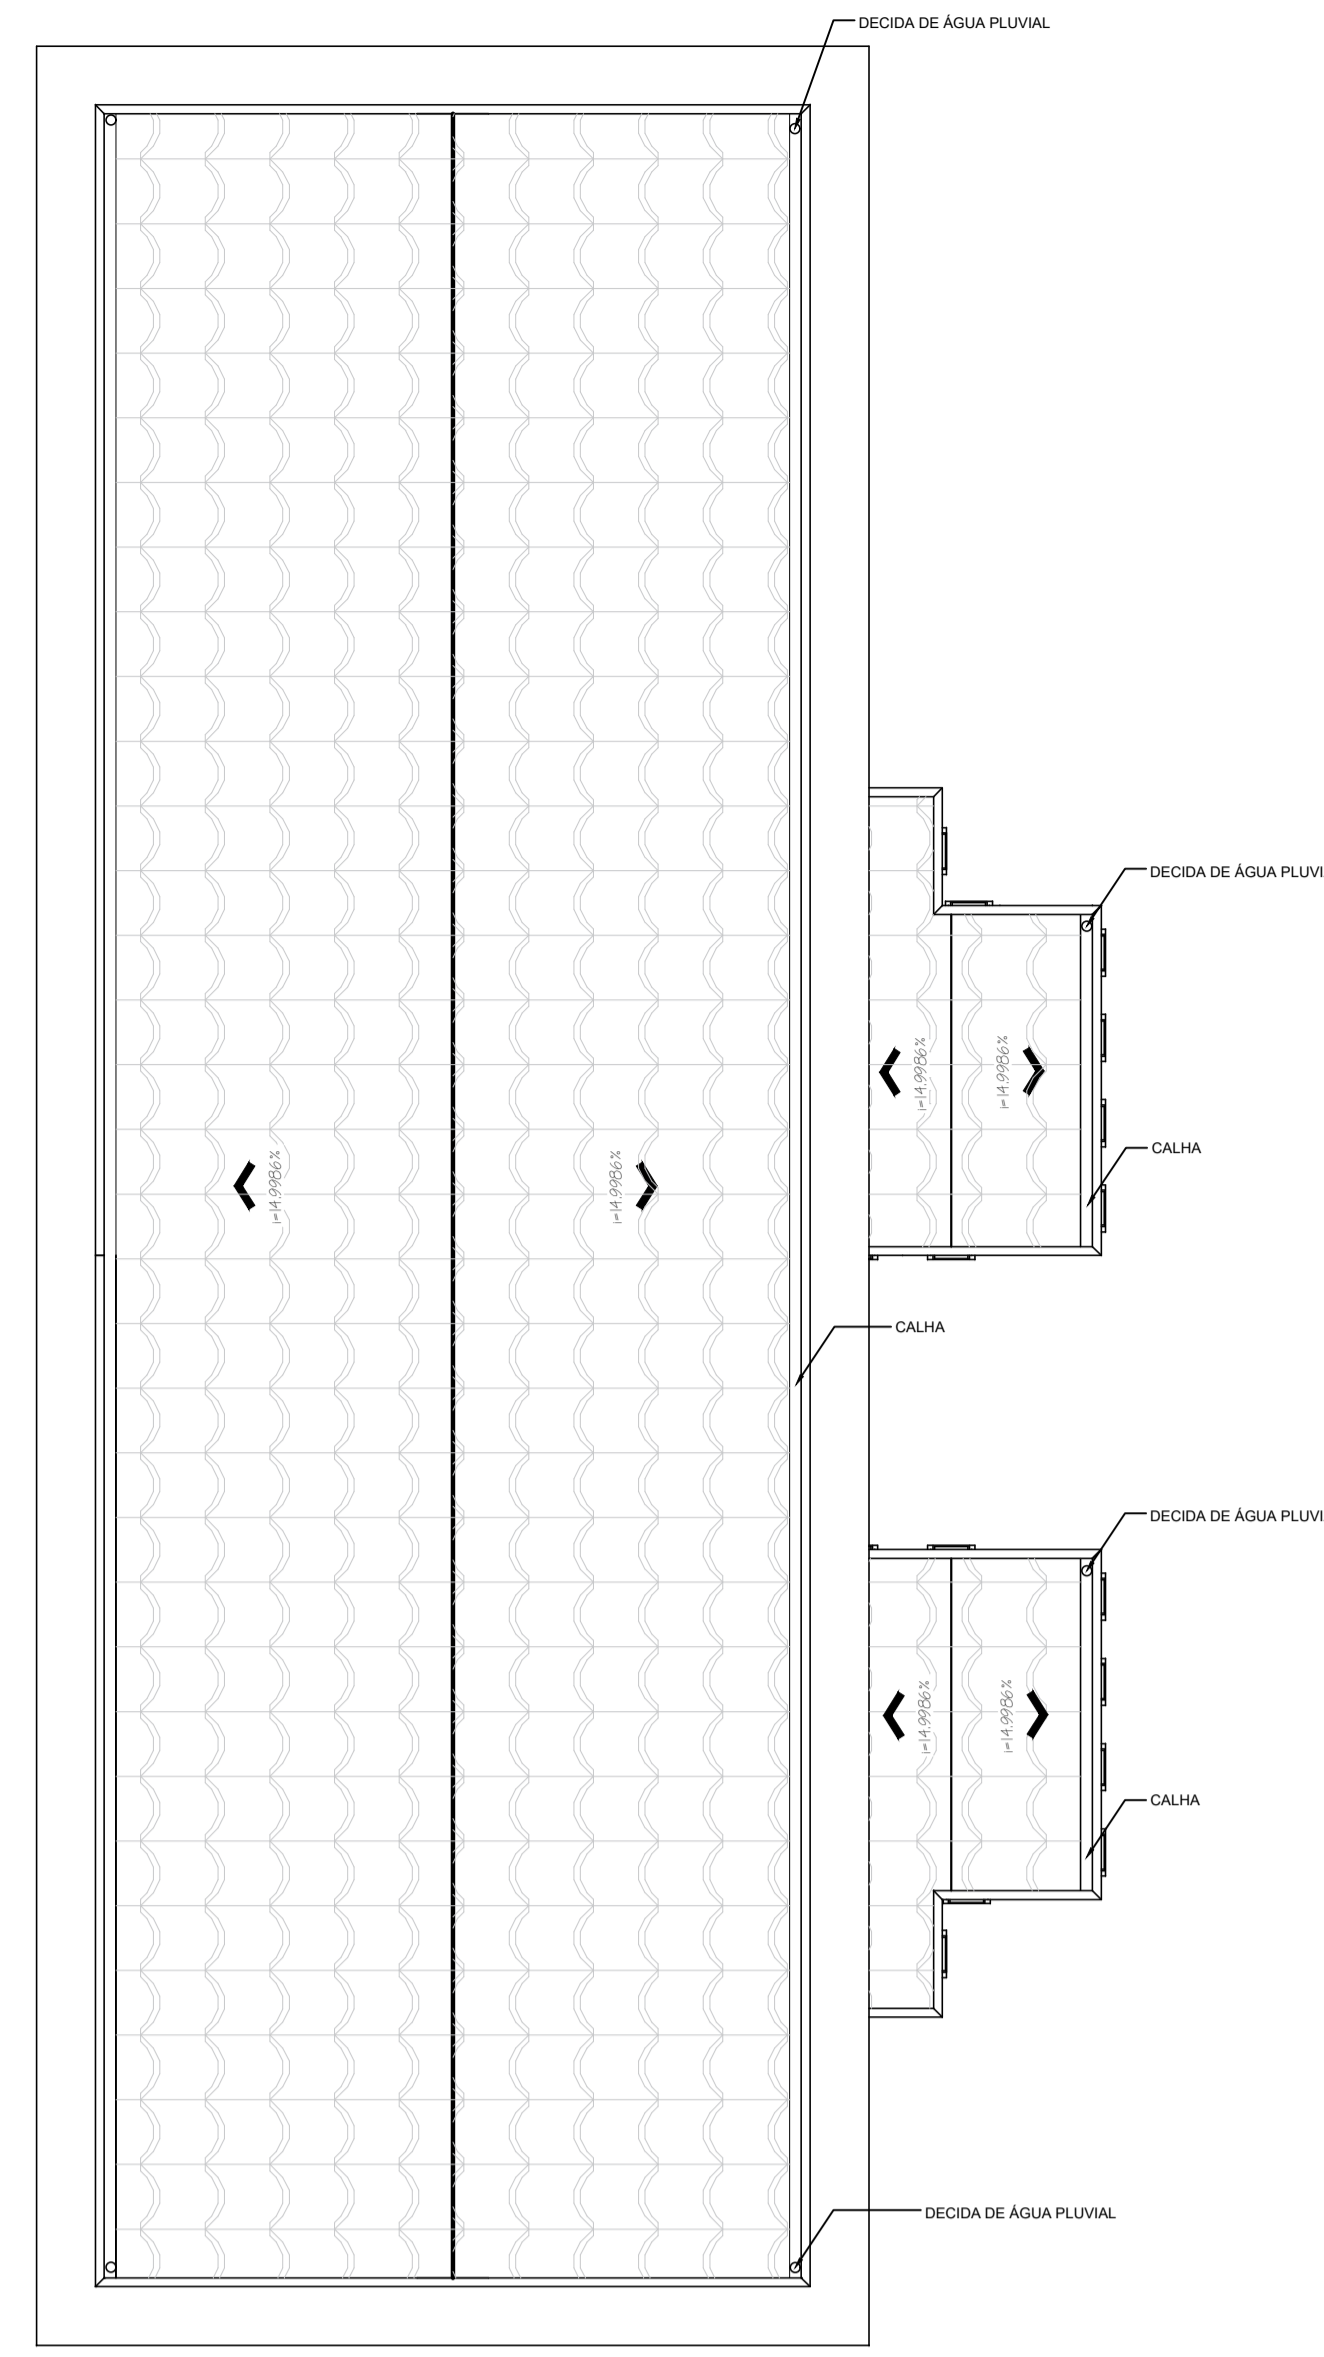 DECIDA DE ÁGUA PLUVIAL
DECIDA DE ÁGUA PLUVI
i=14.9986%
i=14.9986%
CALHA
i=14.9986%
i=14.9986%
CALHA
DECIDA DE ÁGUA PLUVI
i=14.9986%
i=14.9986%
CALHA
DECIDA DE ÁGUA PLUVIAL